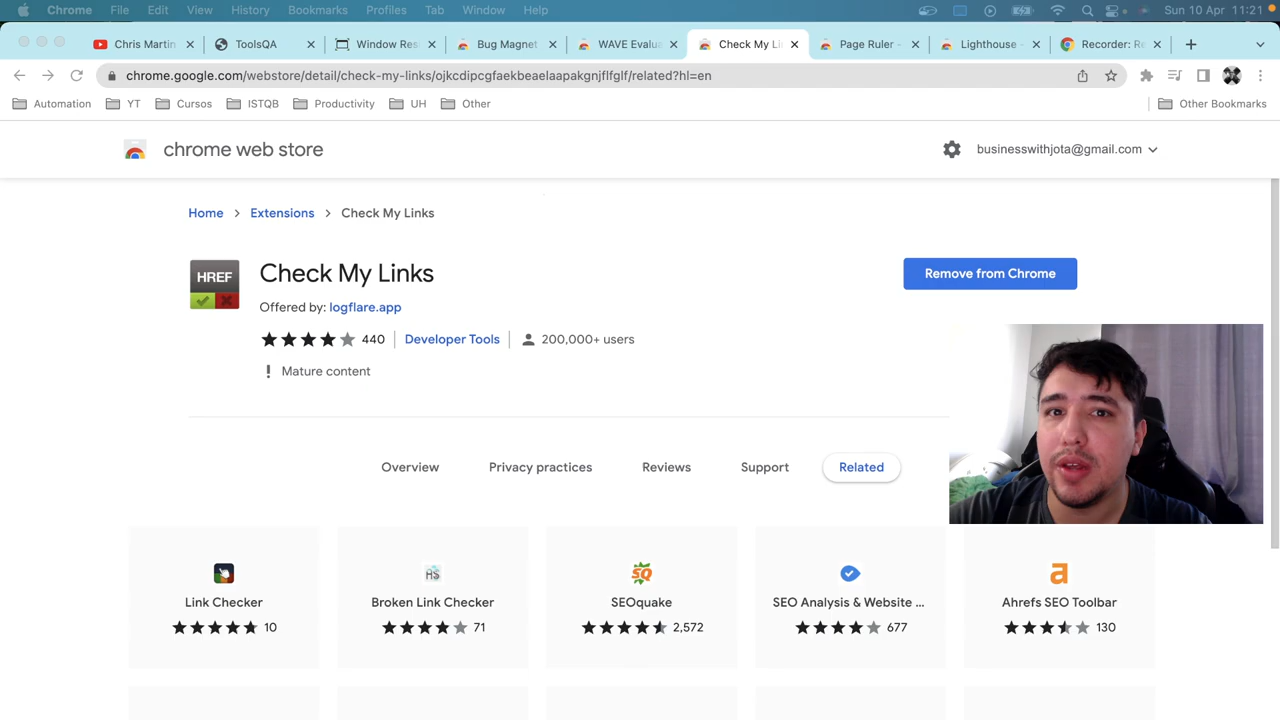 Chrome File Edit View History Bookmarks Profiles Tab Window Help Sun 10 Apr 11:21
Chris Martin ToolsQA Window Res Bug Magnet WAVE Evalua Check My Li Page Ruler - Lighthouse - Recorder: Re
chrome.google.com/webstore/detail/check-my-links/ojkcdipcgfaekbeaelaapakgnjflfglf/related?hl=en
Automation YT Cursos ISTQB Productivity UH Other Other Bookmarks
chrome web store businesswithjota@gmail.com
Home Extensions Check My Links
HREF
Check My Links
Remove from Chrome
Offered by: logflare.app
440 Developer Tools 200,000+ users
Mature content
Overview Privacy practices Reviews Support Related
Link Checker Broken Link Checker SEOquake SEO Analysis & Website ... Ahrefs SEO Toolbar
10 71 2,572 677 130